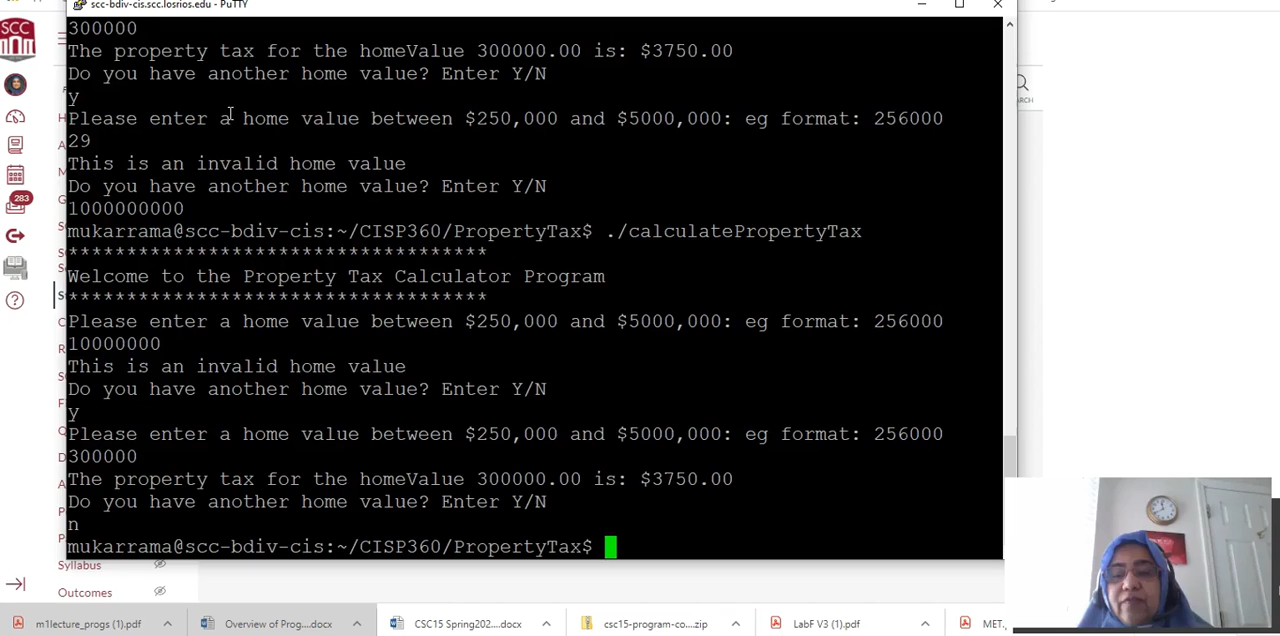 scc-bdiv-cis.scc.losrios.edu - PuTTY
SCC
300000
The property tax for the homeValue 300000.00 is: $3750.00
Do you have another home value? Enter Y/N
y
ARCH
Please enter a home value between $250,000 and $5000,000: eg format: 256000
29
This is an invalid home value
Do you have another home value? Enter Y/N
283
1000000000
mukarrama@scc-bdiv-cis:~/CISP360/PropertyTax$ ./calculatePropertyTax
************************************
Welcome to the Property Tax Calculator Program
************************************
Please enter a home value between $250,000 and $5000,000: eg format: 256000
10000000
This is an invalid home value
Do you have another home value? Enter Y/N
y
Please enter a home value between $250,000 and $5000,000: eg format: 256000
300000
The property tax for the homeValue 300000.00 is: $3750.00
Do you have another home value? Enter Y/N
n
mukarrama@scc-bdiv-cis:~/CISP360/PropertyTax$
Syllabus
Outcomes
m1lecture_progs (1).pdf
Overview of Prog....docx
CSC15 Spring202....docx
csc15-program-co....zip
LabF V3 (1).pdf
MET.